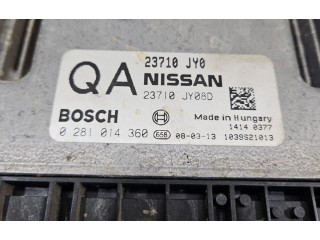 23710 JY0
QA NISSAN
23710 JY08D
BOSCH
Made in Hungary
1414 0377
0 281 014 360 658 08-03-13 1039S21013